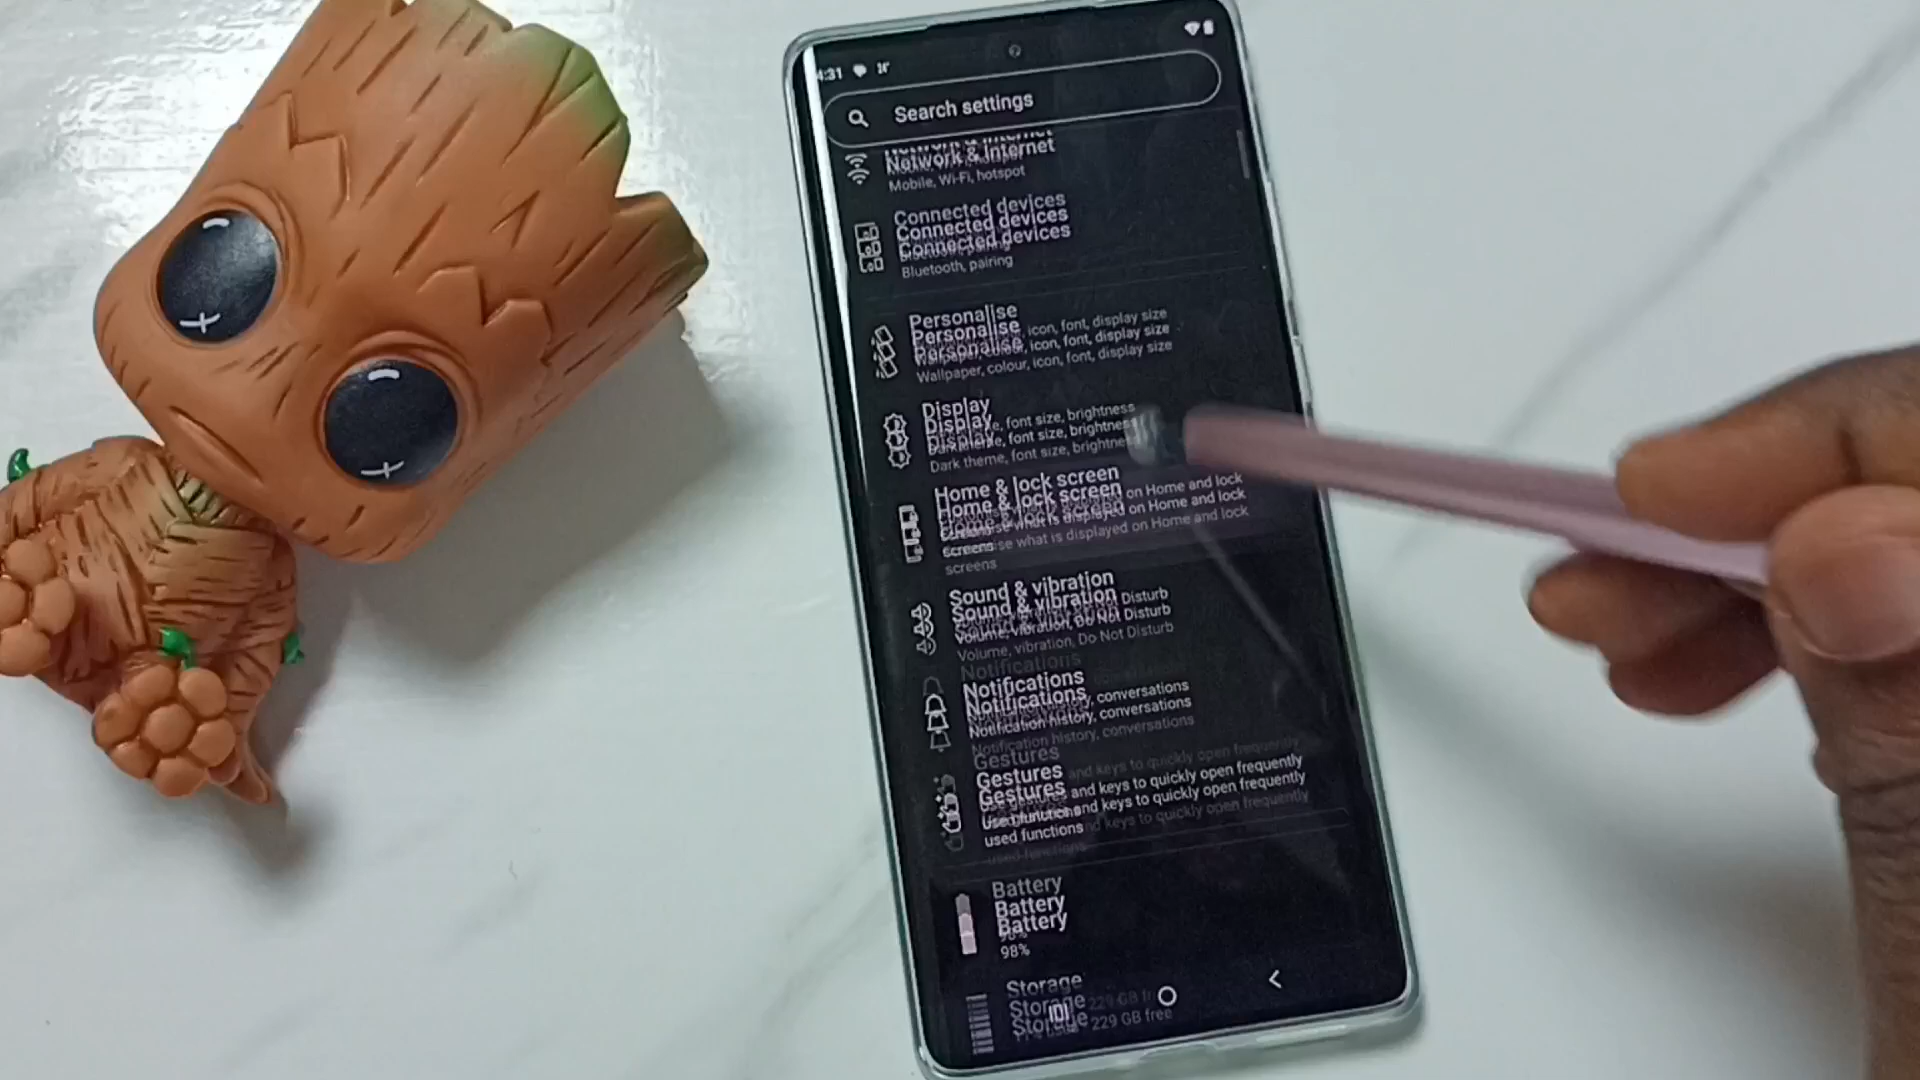 4:31
Search settings
Network & Internet
Mobile, Wi-Fi, hotspot
Connected devices
Bluetooth, pairing
Personalise
Wallpaper, colour, icon, font, display size
Display
Dark theme, font size, brightness
Home & lock screen
what is displayed on Home and lock
screens
Sound & vibration
Volume, vibration, Do Not Disturb
Notifications
Notification history, conversations
Gestures
and keys to quickly open frequently
used functions
Battery
98%
Storage
229 GB free